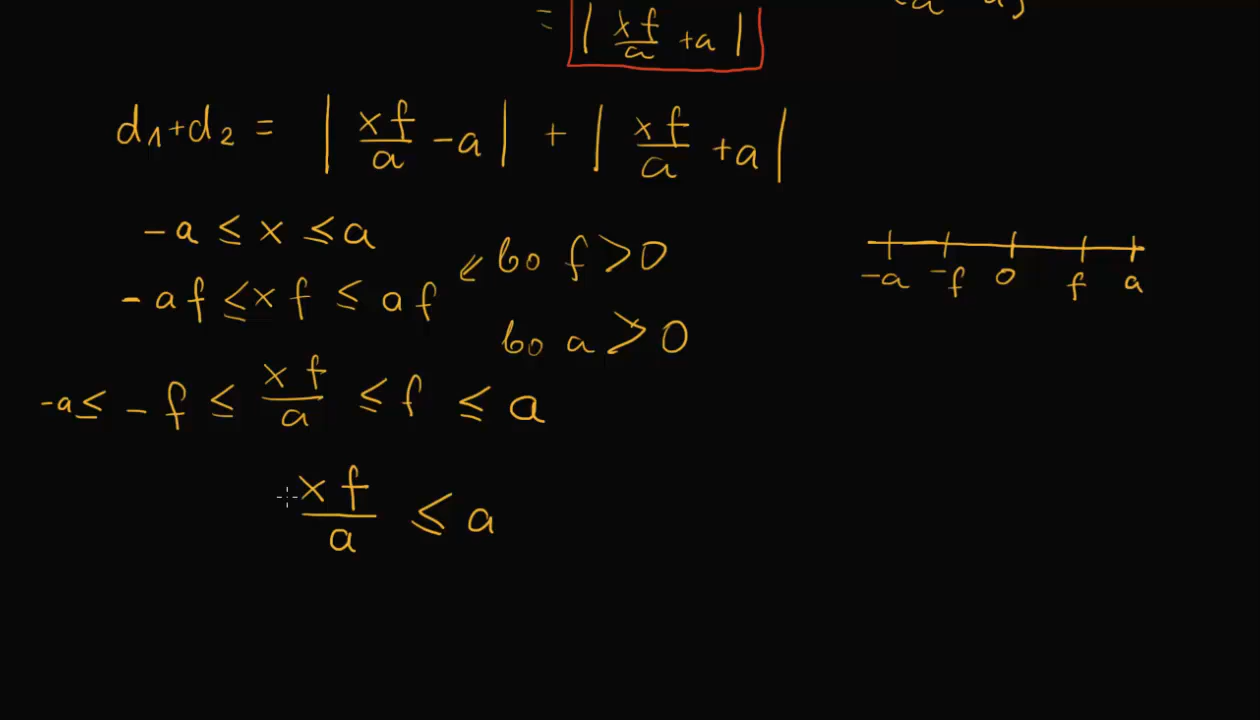 = | xf/a +a |
d1+d2 = | xf/a -a | + | xf/a +a |
-a ≤ x ≤ a
bo f > 0
-af ≤ xf ≤ af
bo a > 0
-a -f 0 f a
-a ≤ -f ≤ xf/a ≤ f ≤ a
xf/a ≤ a